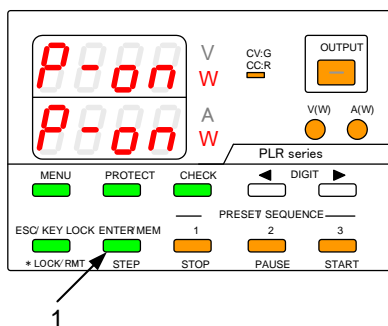 P-on V W
CV:G
CC:R
OUTPUT
P-on A W
V(W) A(W)
PLR series
MENU PROTECT CHECK ◄ DIGIT ►
PRESET/ SEQUENCE
ESC/ KEY LOCK ENTER/MEM 1 2 3
* LOCK/ RMT STEP STOP PAUSE START
1